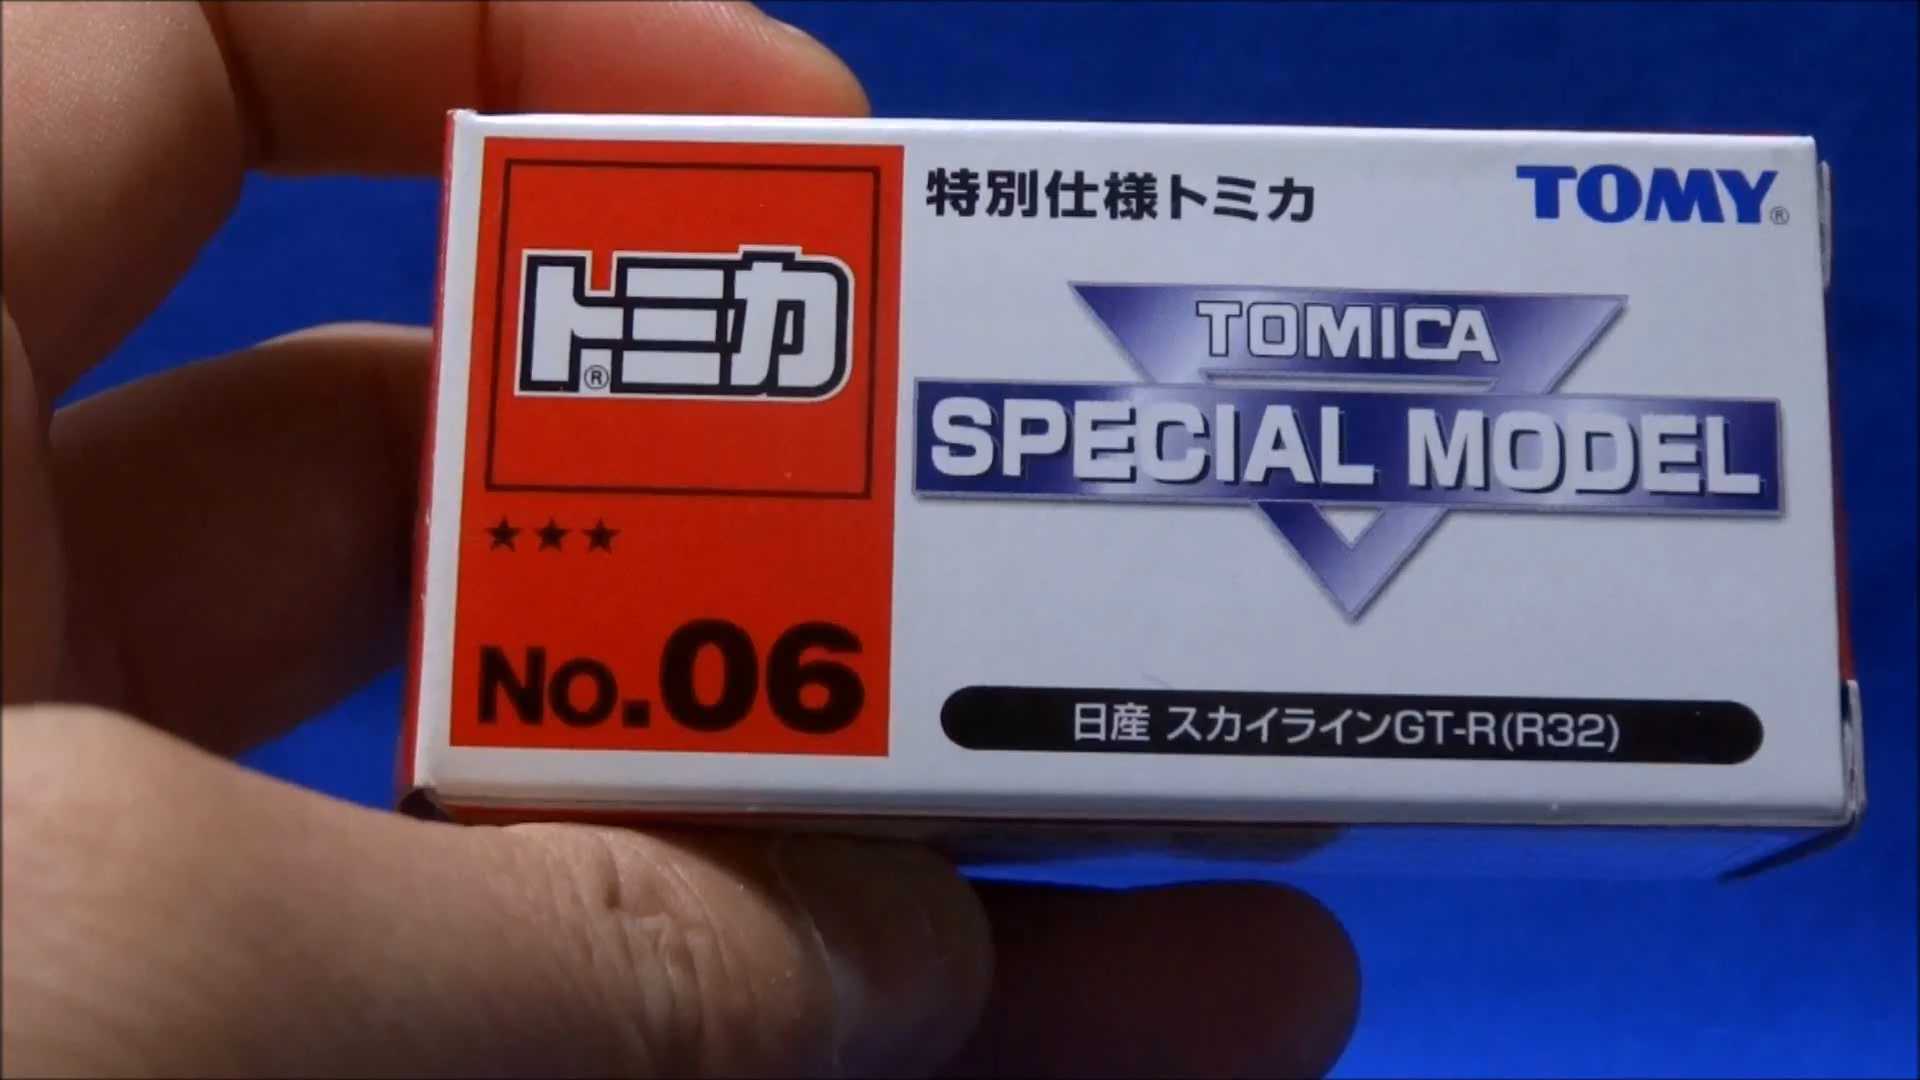 トミカ®
★★★
No.06
特別仕様トミカ
TOMY®
TOMICA
SPECIAL MODEL
日産 スカイラインGT-R(R32)